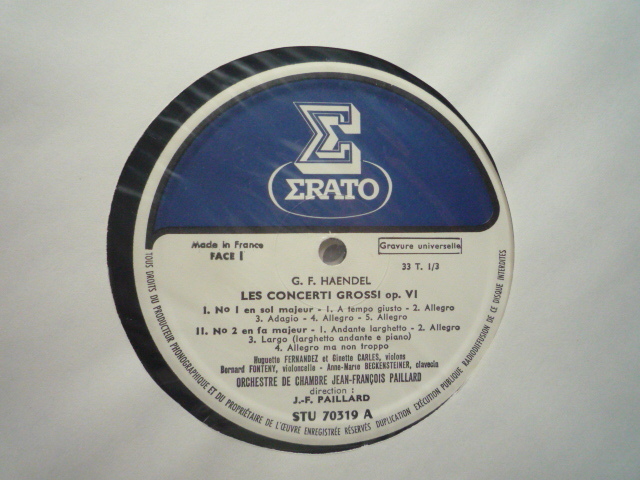 Σ
ΣRATO
Made in France
FACE 1
Gravure universelle
33 T. 1/3
G. F. HAENDEL
LES CONCERTI GROSSI op. VI
I. No 1 en sol majeur - 1. A tempo giusto - 2. Allegro
3. Adagio - 4. Allegro - 5. Allegro
II. No 2 en fa majeur - 1. Andante larghetto - 2. Allegro
3. Largo (larghetto andante e piano)
4. Allegro ma non troppo
Huguette FERNANDEZ et Ginette CARLES, violons
Bernard FONTENY, violoncelle - Anne-Marie BECKENSTEINER, clavecin
ORCHESTRE DE CHAMBRE JEAN-FRANÇOIS PAILLARD
direction :
J.-F. PAILLARD
STU 70319 A
TOUS DROITS DU PRODUCTEUR PHONOGRAPHIQUE ET DU PROPRIÉTAIRE DE L'ŒUVRE ENREGISTRÉE RÉSERVÉS DUPLICATION EXÉCUTION PUBLIQUE RADIODIFFUSION DE CE DISQUE INTERDITES